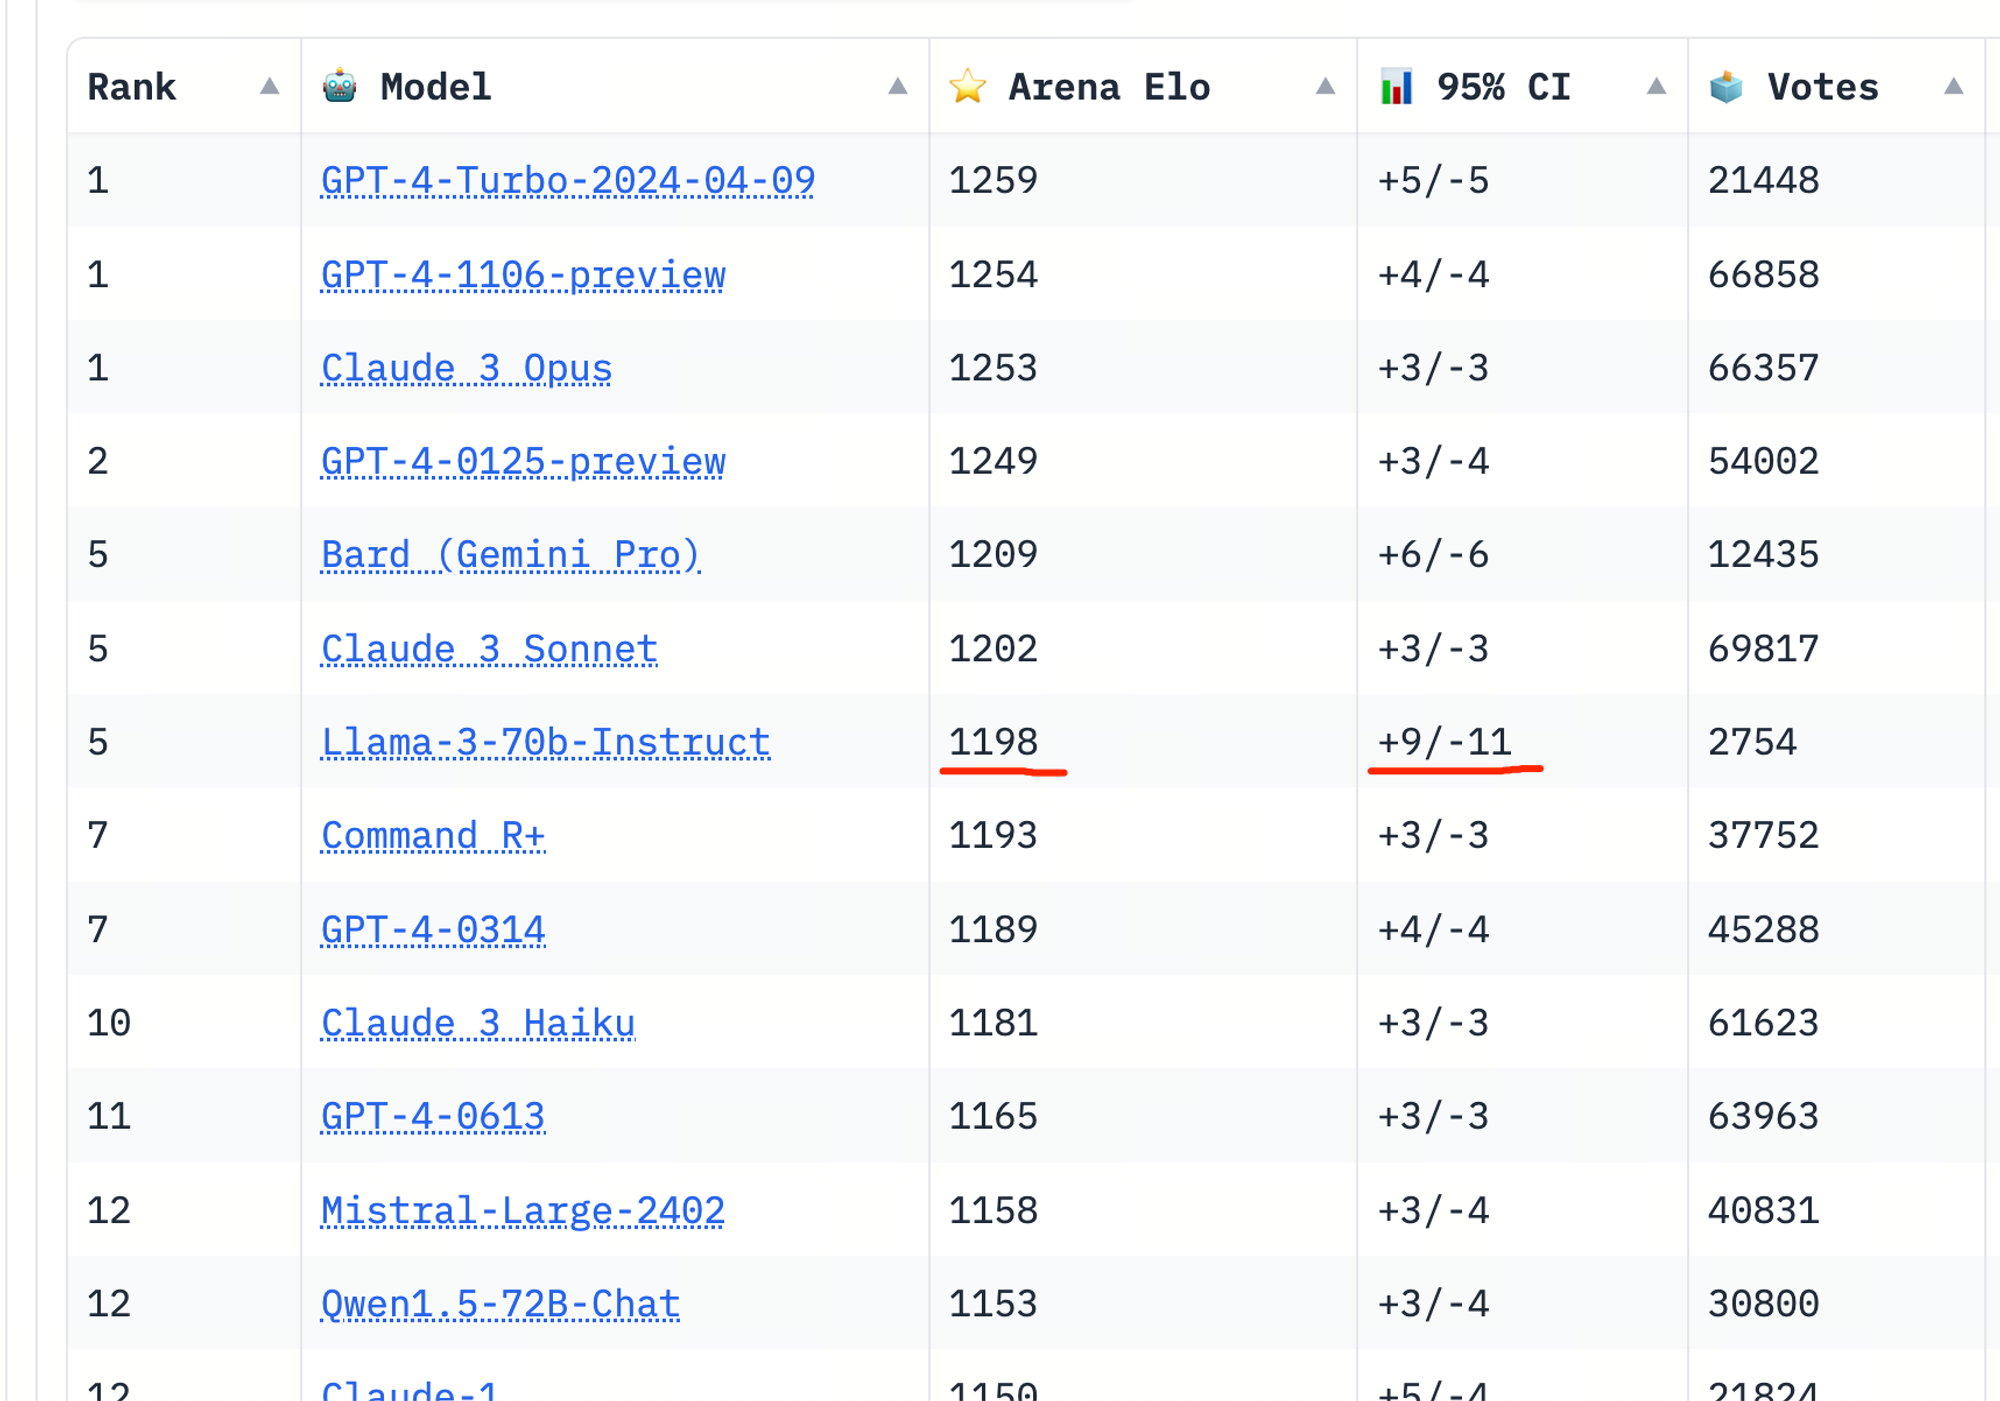 Rank Model Arena Elo 95% CI Votes
1 GPT-4-Turbo-2024-04-09 1259 +5/-5 21448
1 GPT-4-1106-preview 1254 +4/-4 66858
1 Claude 3 Opus 1253 +3/-3 66357
2 GPT-4-0125-preview 1249 +3/-4 54002
5 Bard (Gemini Pro) 1209 +6/-6 12435
5 Claude 3 Sonnet 1202 +3/-3 69817
5 Llama-3-70b-Instruct 1198 +9/-11 2754
7 Command R+ 1193 +3/-3 37752
7 GPT-4-0314 1189 +4/-4 45288
10 Claude 3 Haiku 1181 +3/-3 61623
11 GPT-4-0613 1165 +3/-3 63963
12 Mistral-Large-2402 1158 +3/-4 40831
12 Qwen1.5-72B-Chat 1153 +3/-4 30800
12 Claude-1 1150 +5/-4 21824